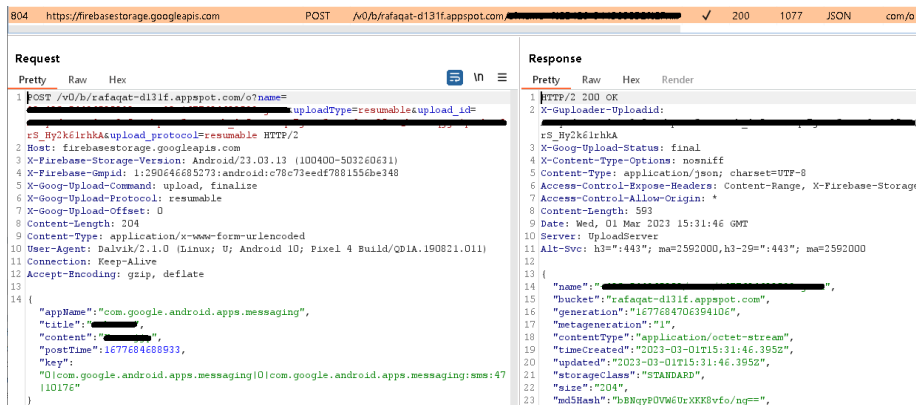 804 https://firebasestorage.googleapis.com POST /v0/b/rafaqat-d131f.appspot.com/ ✓ 200 1077 JSON com/o
Request
Pretty Raw Hex
\n
1 POST /v0/b/rafaqat-d131f.appspot.com/o?name=
&uploadType=resumable&upload_id=
rS_Hy2k61rhkA&upload_protocol=resumable HTTP/2
2 Host: firebasestorage.googleapis.com
3 X-Firebase-Storage-Version: Android/23.03.13 (100400-503260631)
4 X-Firebase-Gmpid: 1:290646685273:android:c78c73eedf7881556be348
5 X-Goog-Upload-Command: upload, finalize
6 X-Goog-Upload-Protocol: resumable
7 X-Goog-Upload-Offset: 0
8 Content-Length: 204
9 Content-Type: application/x-www-form-urlencoded
10 User-Agent: Dalvik/2.1.0 (Linux; U; Android 10; Pixel 4 Build/QD1A.190821.011)
11 Connection: Keep-Alive
12 Accept-Encoding: gzip, deflate
13
14 {
"appName":"com.google.android.apps.messaging",
"title":" ",
"content":" ",
"postTime":1677684688933,
"key":
"0|com.google.android.apps.messaging|0|com.google.android.apps.messaging:sms:47
|10176"
}
Response
Pretty Raw Hex Render
1 HTTP/2 200 OK
2 X-Guploader-Uploadid:
rS_Hy2k61rhkA
3 X-Goog-Upload-Status: final
4 X-Content-Type-Options: nosniff
5 Content-Type: application/json; charset=UTF-8
6 Access-Control-Expose-Headers: Content-Range, X-Firebase-Storage
7 Access-Control-Allow-Origin: *
8 Content-Length: 593
9 Date: Wed, 01 Mar 2023 15:31:46 GMT
10 Server: UploadServer
11 Alt-Svc: h3=":443"; ma=2592000,h3-29=":443"; ma=2592000
12
13 {
14 "name":" ",
15 "bucket":"rafaqat-d131f.appspot.com",
16 "generation":"1677684706394106",
17 "metageneration":"1",
18 "contentType":"application/octet-stream",
19 "timeCreated":"2023-03-01T15:31:46.395Z",
20 "updated":"2023-03-01T15:31:46.395Z",
21 "storageClass":"STANDARD",
22 "size":"204",
23 "md5Hash":"bBNqyP0VW6UrXKK8vfo/ng==",